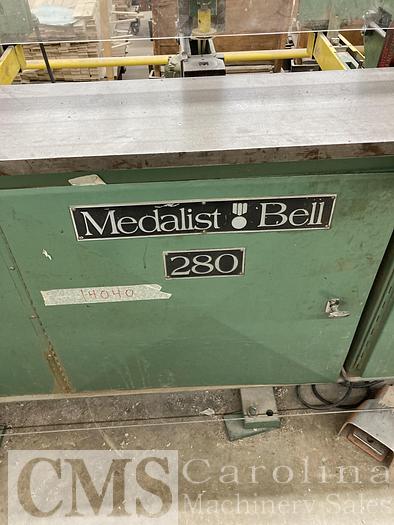 Medalist Bell
280
14040
CMS Carolina
Machinery Sales